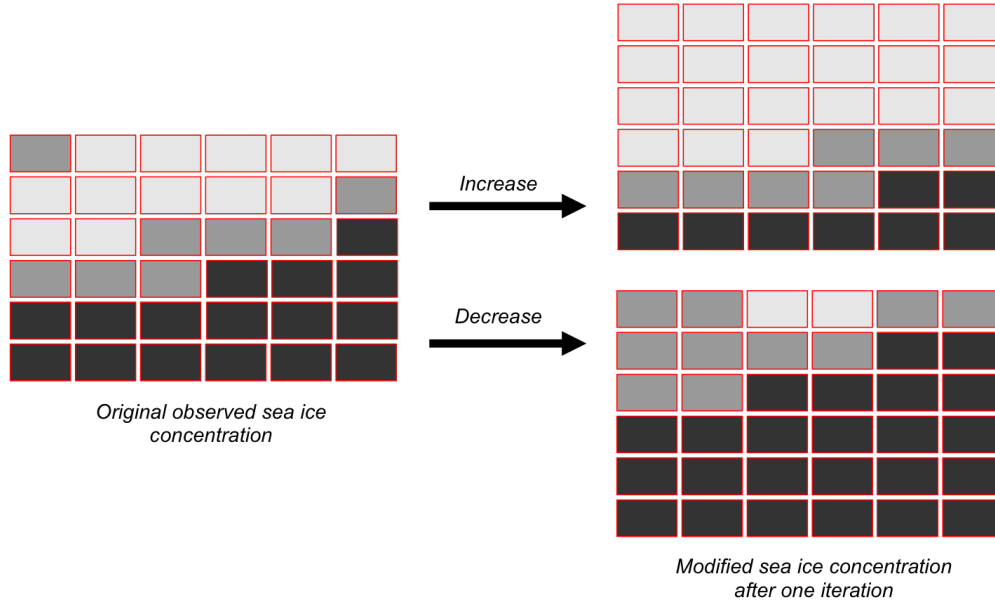 Increase
Decrease
Original observed sea ice
concentration
Modified sea ice concentration
after one iteration